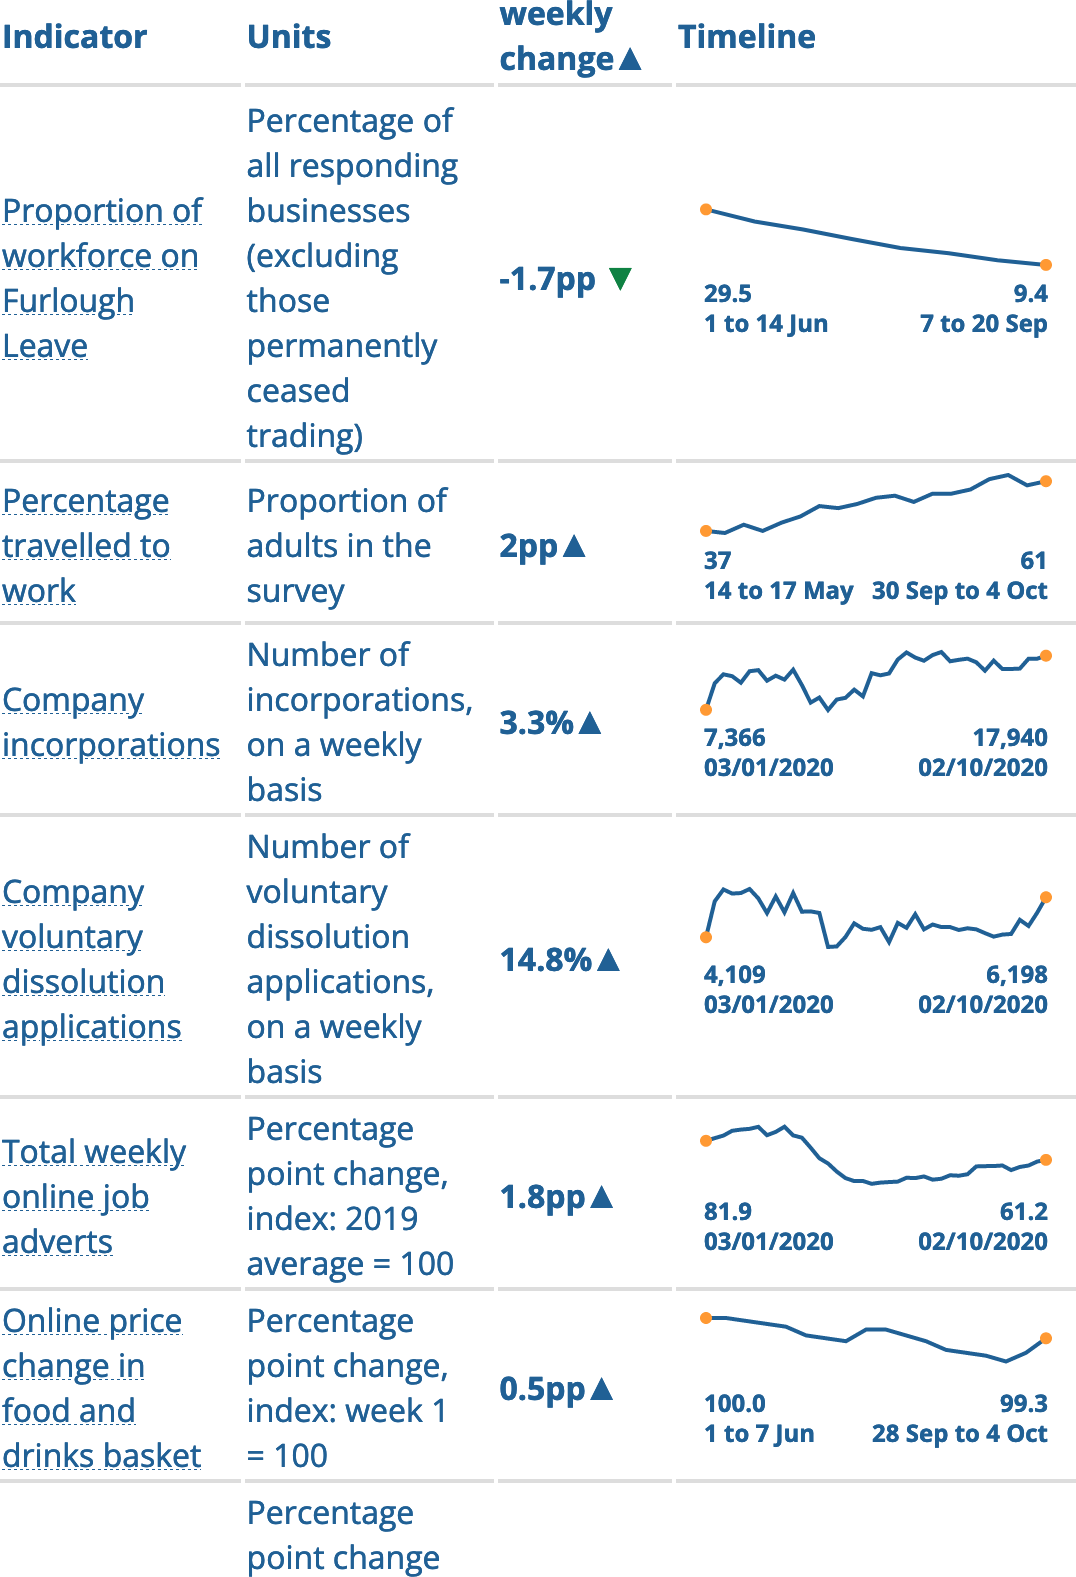 Indicator
Units
weekly
change▲
Timeline
Proportion of
workforce on
Furlough
Leave
Percentage of
all responding
businesses
(excluding
those
permanently
ceased
trading)
-1.7pp ▼
29.5
1 to 14 Jun
9.4
7 to 20 Sep
Percentage
travelled to
work
Proportion of
adults in the
survey
2pp▲
37
14 to 17 May
61
30 Sep to 4 Oct
Company
incorporations
Number of
incorporations,
on a weekly
basis
3.3%▲
7,366
03/01/2020
17,940
02/10/2020
Company
voluntary
dissolution
applications
Number of
voluntary
dissolution
applications,
on a weekly
basis
14.8%▲
4,109
03/01/2020
6,198
02/10/2020
Total weekly
online job
adverts
Percentage
point change,
index: 2019
average = 100
1.8pp▲
81.9
03/01/2020
61.2
02/10/2020
Online price
change in
food and
drinks basket
Percentage
point change,
index: week 1
= 100
0.5pp▲
100.0
1 to 7 Jun
99.3
28 Sep to 4 Oct
Percentage
point change